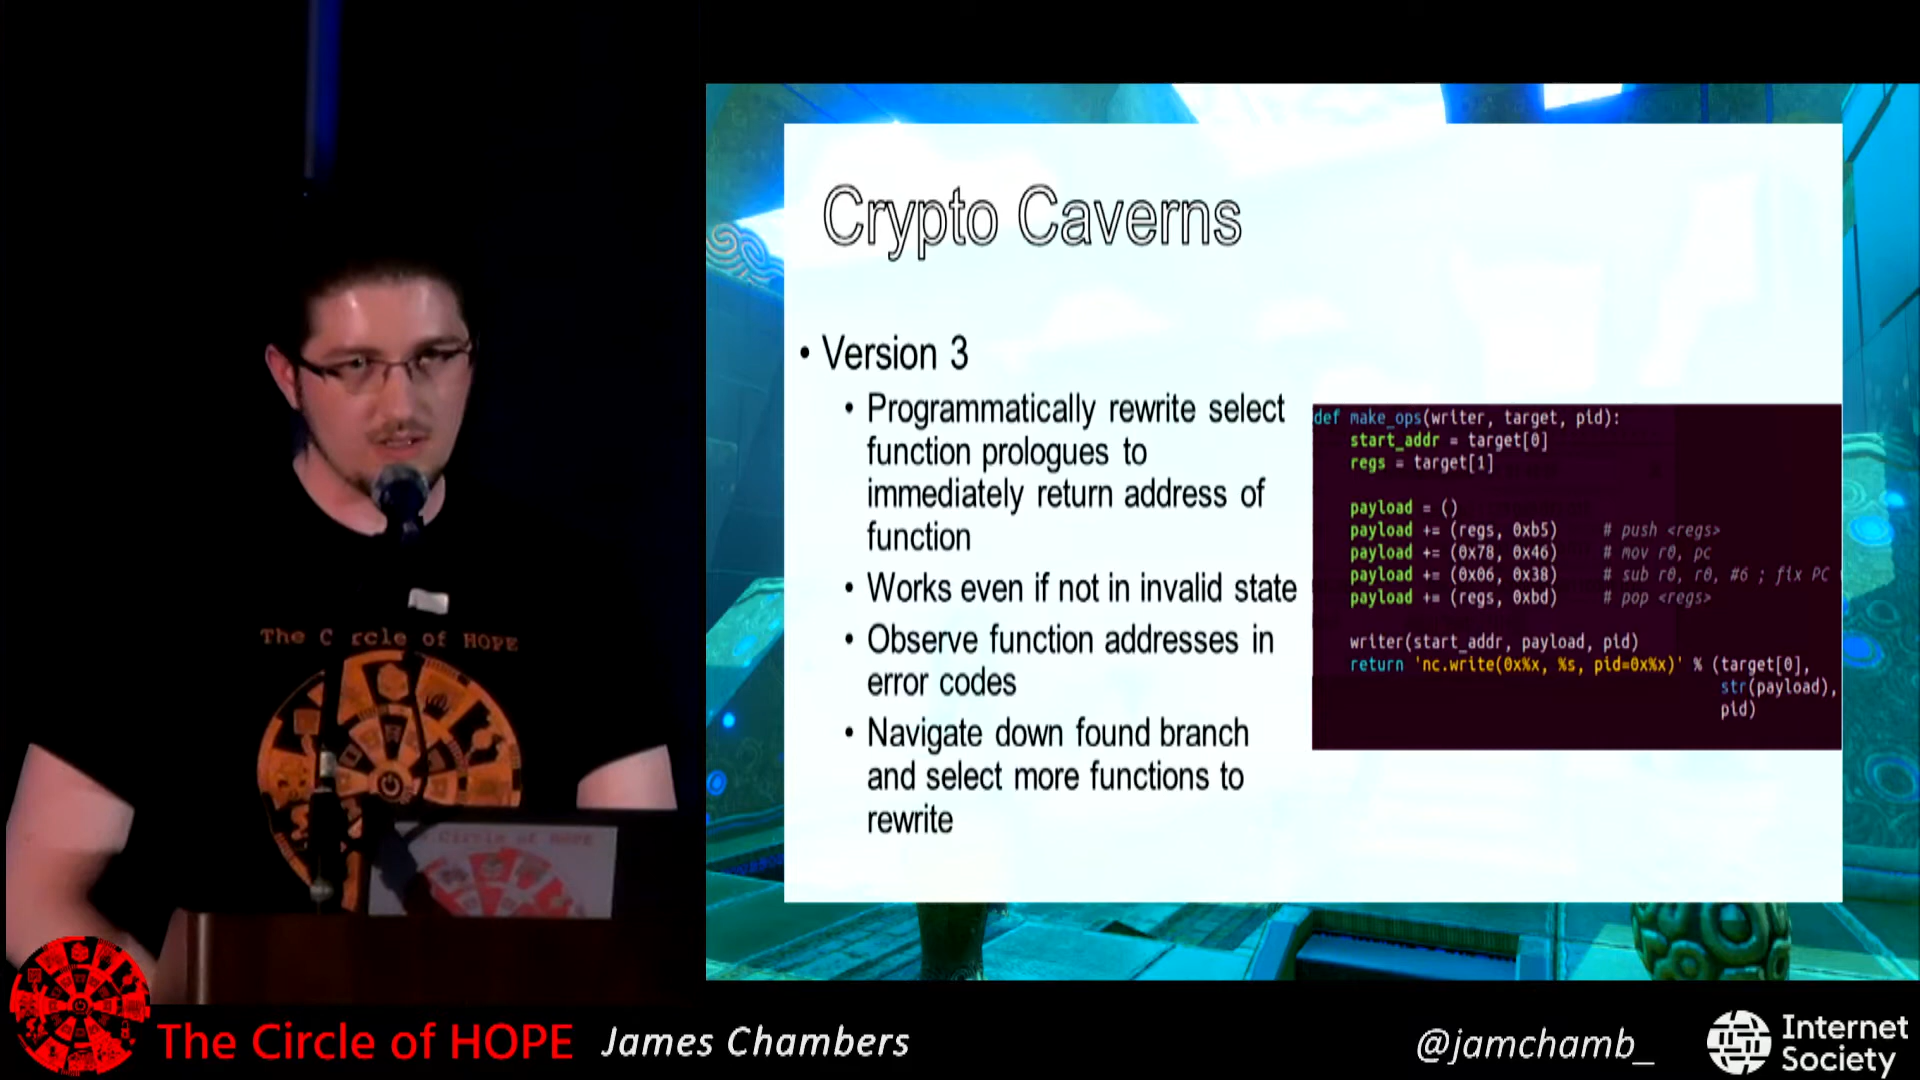 Crypto Caverns
• Version 3
• Programmatically rewrite select
function prologues to
immediately return address of
function
• Works even if not in invalid state
• Observe function addresses in
error codes
• Navigate down found branch
and select more functions to
rewrite
def make_ops(writer, target, pid):
start_addr = target[0]
regs = target[1]
payload = ()
payload += (regs, 0xb5) # push <regs>
payload += (0x78, 0x46) # mov r0, pc
payload += (0x06, 0x38) # sub r0, r0, #6 ; fix PC
payload += (regs, 0xbd) # pop <regs>
writer(start_addr, payload, pid)
return 'nc.write(0x%x, %s, pid=0x%x)' % (target[0],
str(payload),
pid)
The C rcle of HOPE
Circle of HOPE
The Circle of HOPE James Chambers
@jamchamb_
Internet
Society